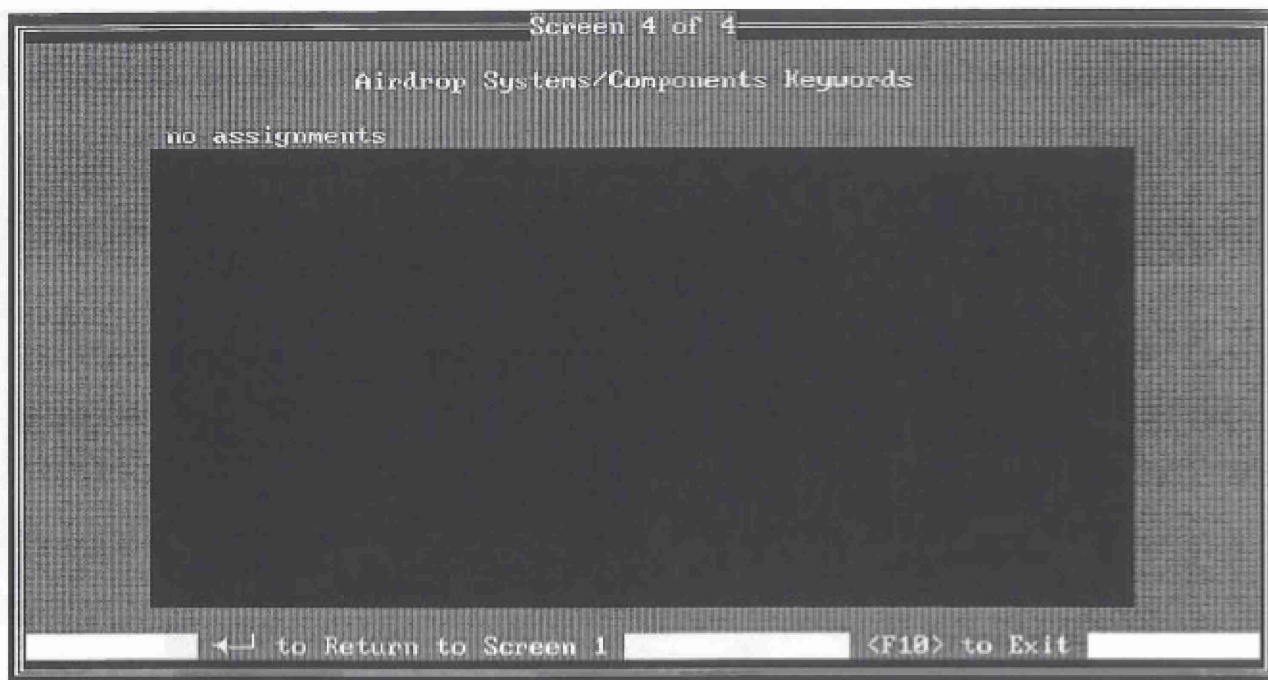 Screen 4 of 4
Airdrop Systems/Components Keywords
no assignments
◄─┘ to Return to Screen 1 <F10> to Exit